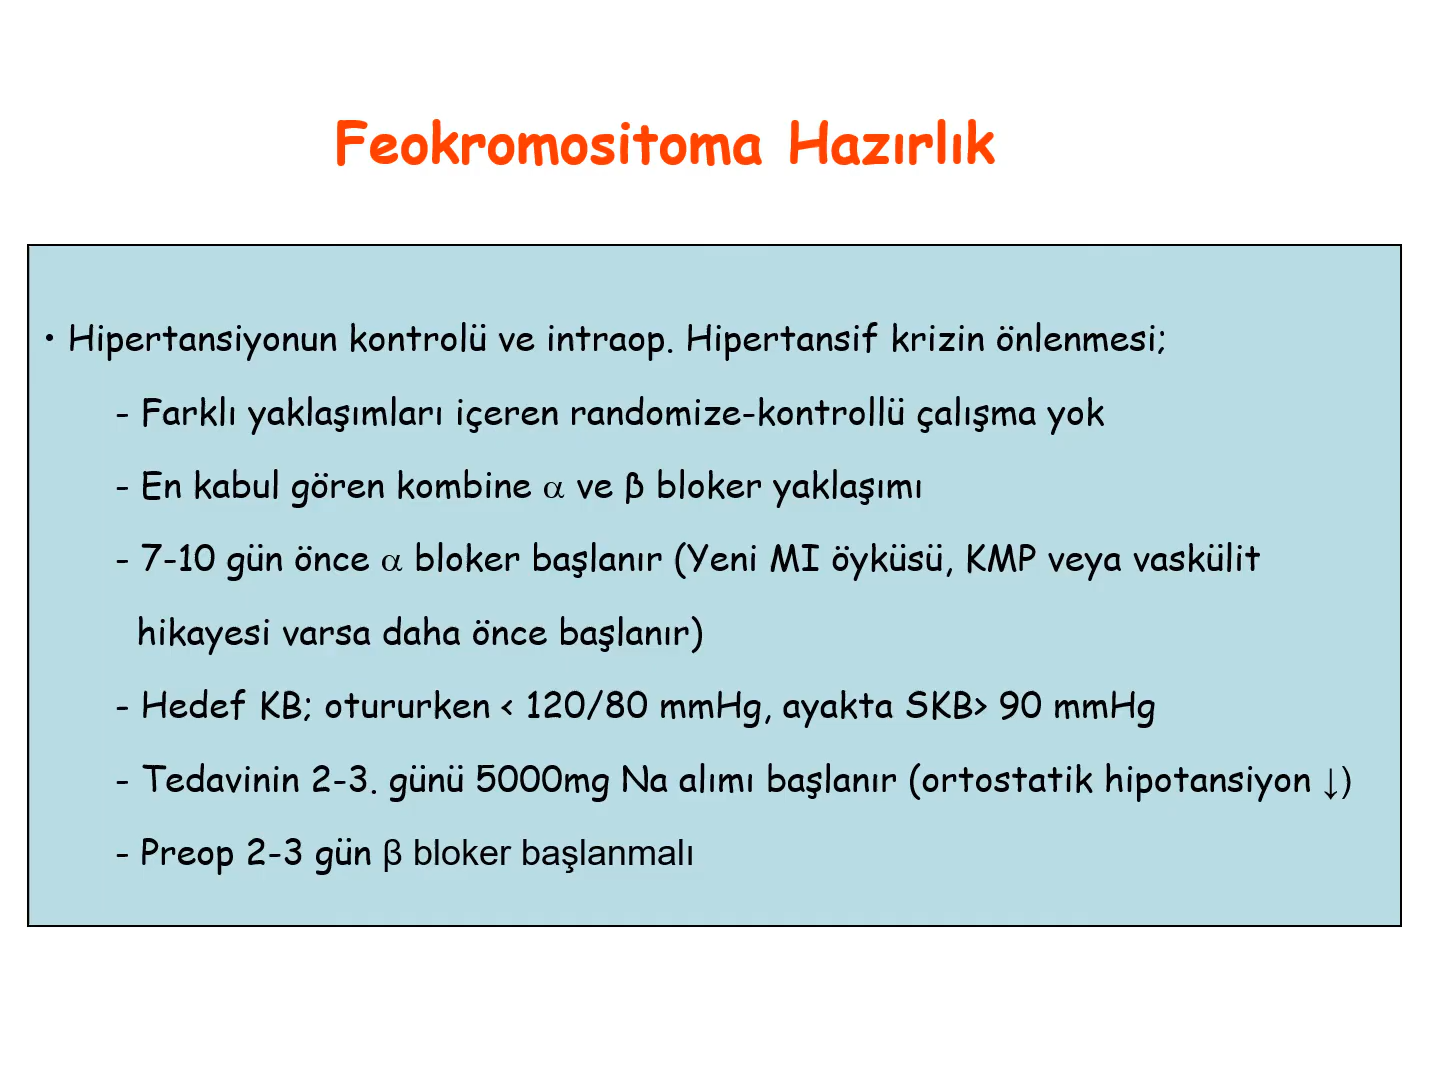 Feokromositoma Hazırlık
• Hipertansiyonun kontrolü ve intraop. Hipertansif krizin önlenmesi;
- Farklı yaklaşımları içeren randomize-kontrollü çalışma yok
- En kabul gören kombine α ve β bloker yaklaşımı
- 7-10 gün önce α bloker başlanır (Yeni MI öyküsü, KMP veya vaskülit
hikayesi varsa daha önce başlanır)
- Hedef KB; otururken < 120/80 mmHg, ayakta SKB> 90 mmHg
- Tedavinin 2-3. günü 5000mg Na alımı başlanır (ortostatik hipotansiyon ↓)
- Preop 2-3 gün β bloker başlanmalı